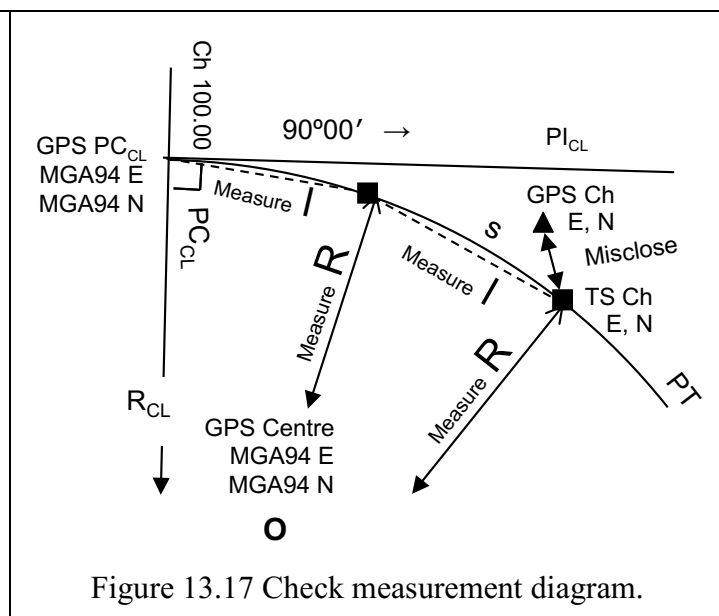 Ch 100.00
90º00’ →
PI_CL
GPS PC_CL
MGA94 E
MGA94 N
PC_CL
Measure l
GPS Ch
E, N
s
Misclose
Measure l
TS Ch
E, N
Measure R
Measure R
PT
R_CL
GPS Centre
MGA94 E
MGA94 N
O
Figure 13.17 Check measurement diagram.